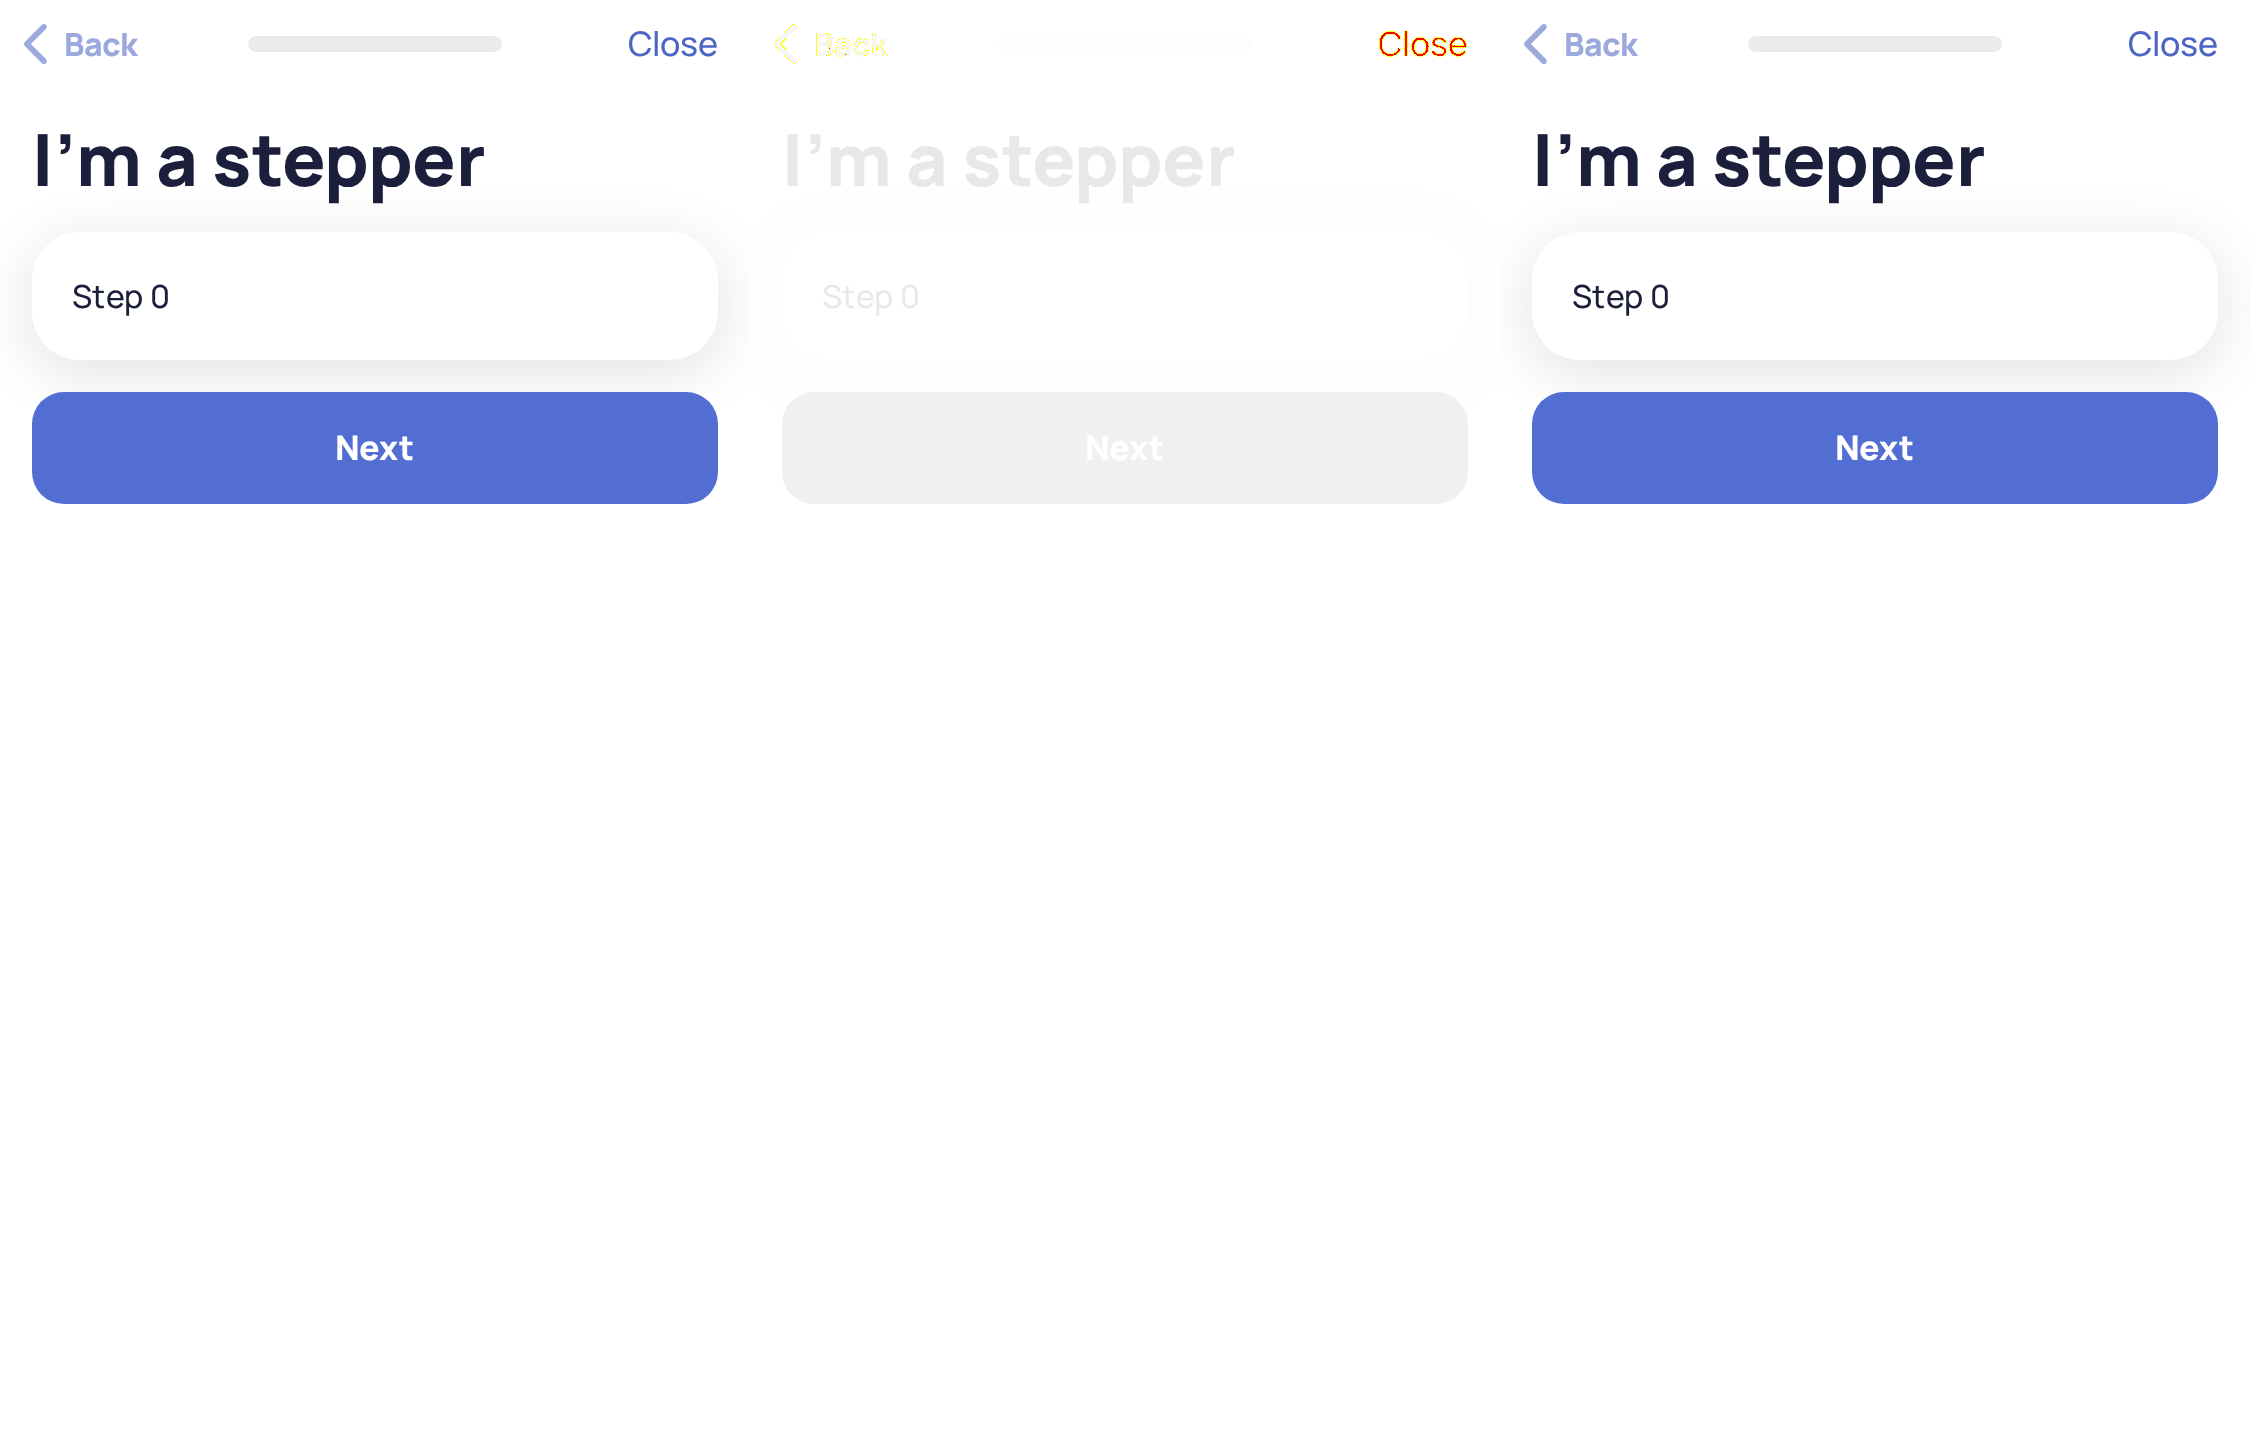 Back Close Back Close Back Close
I’m a stepper I’m a stepper I’m a stepper
Step 0 Step 0 Step 0
Next Next Next